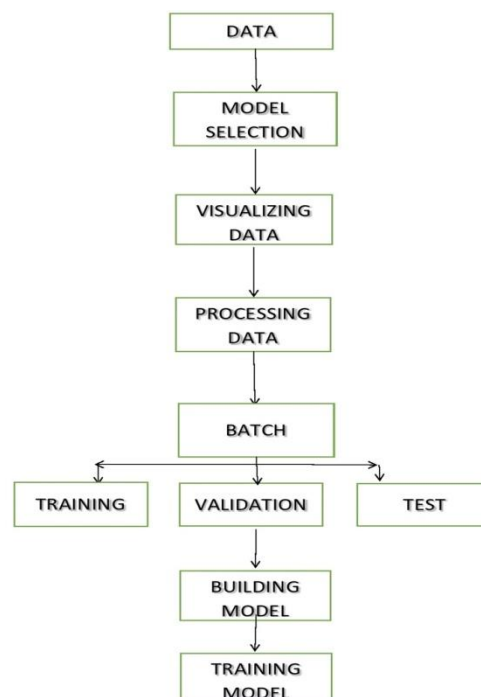 DATA
MODEL
SELECTION
VISUALIZING
DATA
PROCESSING
DATA
BATCH
TRAINING
VALIDATION
TEST
BUILDING
MODEL
TRAINING
MODEL